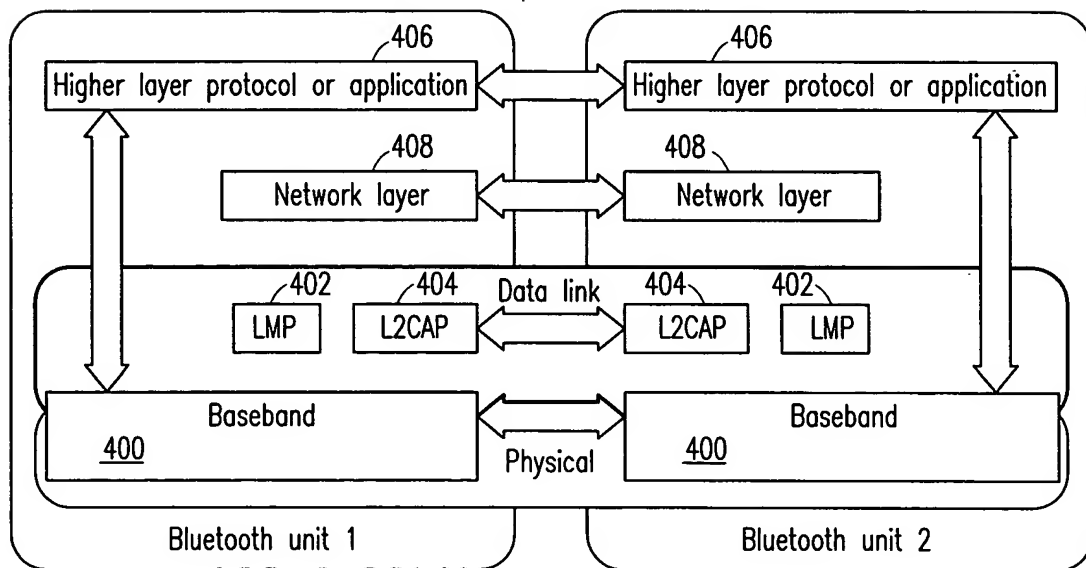 406 406
Higher layer protocol or application Higher layer protocol or application
408 408
Network layer Network layer
402 404 Data link 404 402
LMP L2CAP L2CAP LMP
Baseband Baseband
400 Physical 400
Bluetooth unit 1 Bluetooth unit 2